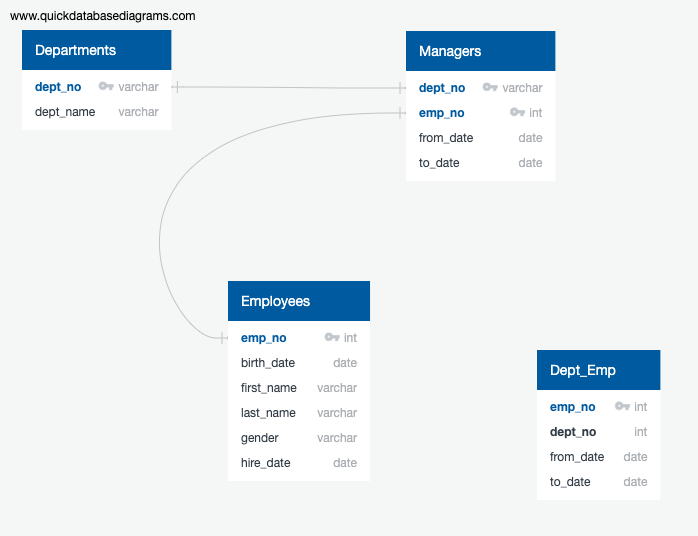 www.quickdatabasediagrams.com
Departments
dept_no varchar
dept_name varchar
Managers
dept_no varchar
emp_no int
from_date date
to_date date
Employees
emp_no int
birth_date date
first_name varchar
last_name varchar
gender varchar
hire_date date
Dept_Emp
emp_no int
dept_no int
from_date date
to_date date